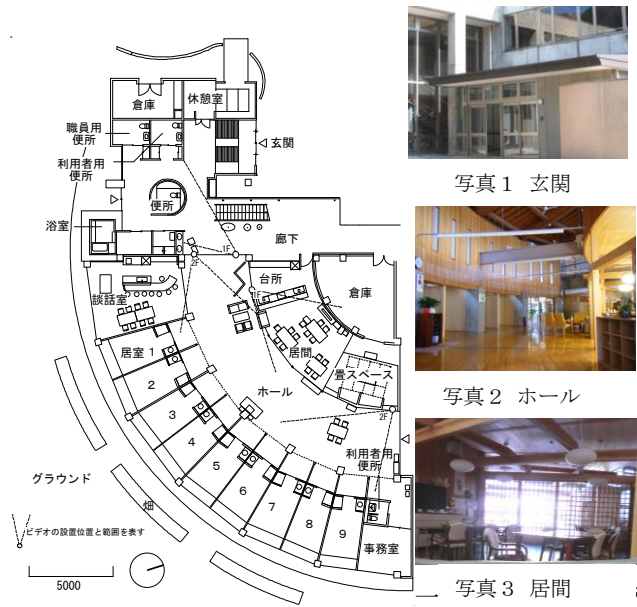 倉庫
休憩室
職員用
便所
利用者用
便所
玄関
便所
浴室
廊下
1F
2F
台所
1F
倉庫
談話室
居間
居室1
畳スペース
2
ホール
2F
3
4
利用者用
便所
5
6
グラウンド
7
畑
8
9
事務室
ビデオの設置位置と範囲を表す
5000
写真1 玄関
写真2 ホール
写真3 居間